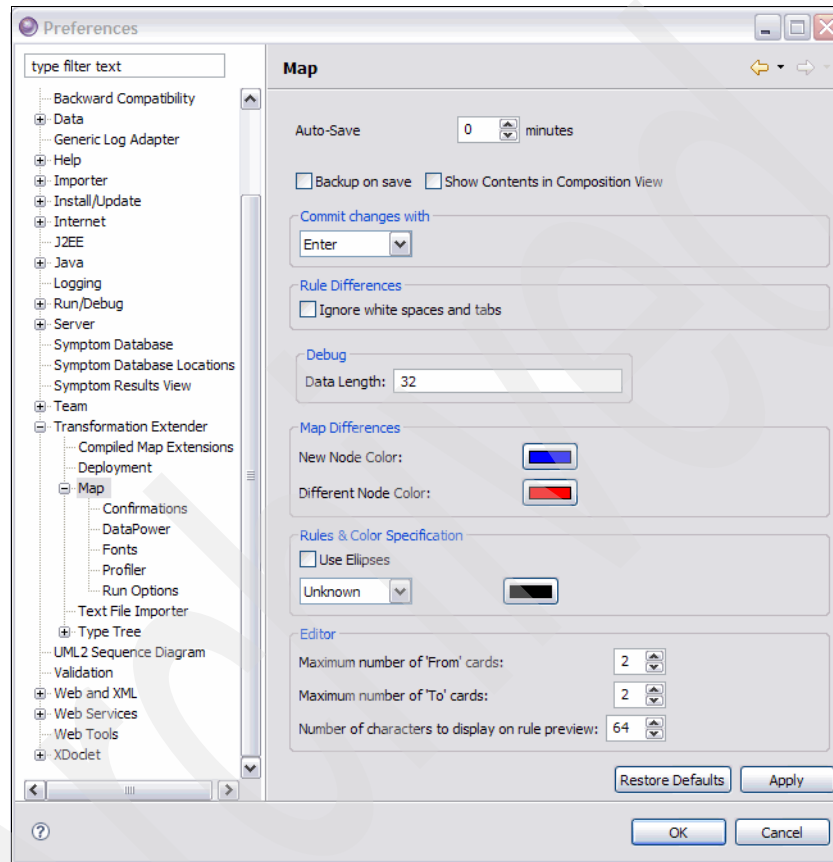 Preferences
type filter text
Backward Compatibility
Data
Generic Log Adapter
Help
Importer
Install/Update
Internet
J2EE
Java
Logging
Run/Debug
Server
Symptom Database
Symptom Database Locations
Symptom Results View
Team
Transformation Extender
Compiled Map Extensions
Deployment
Map
Confirmations
DataPower
Fonts
Profiler
Run Options
Text File Importer
Type Tree
UML2 Sequence Diagram
Validation
Web and XML
Web Services
Web Tools
XDoclet
Map
Auto-Save 0 minutes
Backup on save Show Contents in Composition View
Commit changes with
Enter
Rule Differences
Ignore white spaces and tabs
Debug
Data Length: 32
Map Differences
New Node Color:
Different Node Color:
Rules & Color Specification
Use Ellipses
Unknown
Editor
Maximum number of 'From' cards: 2
Maximum number of 'To' cards: 2
Number of characters to display on rule preview: 64
Restore Defaults Apply
? OK Cancel